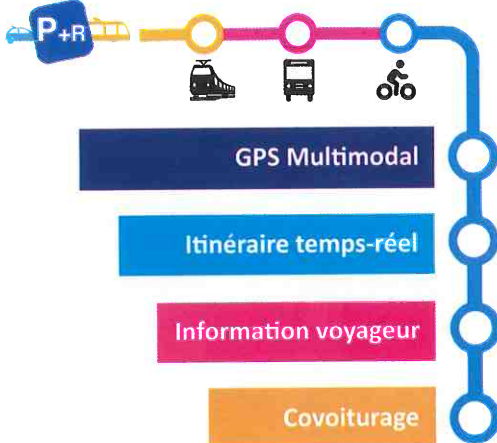 P+R
GPS Multimodal
Itinéraire temps-réel
Information voyageur
Covoiturage